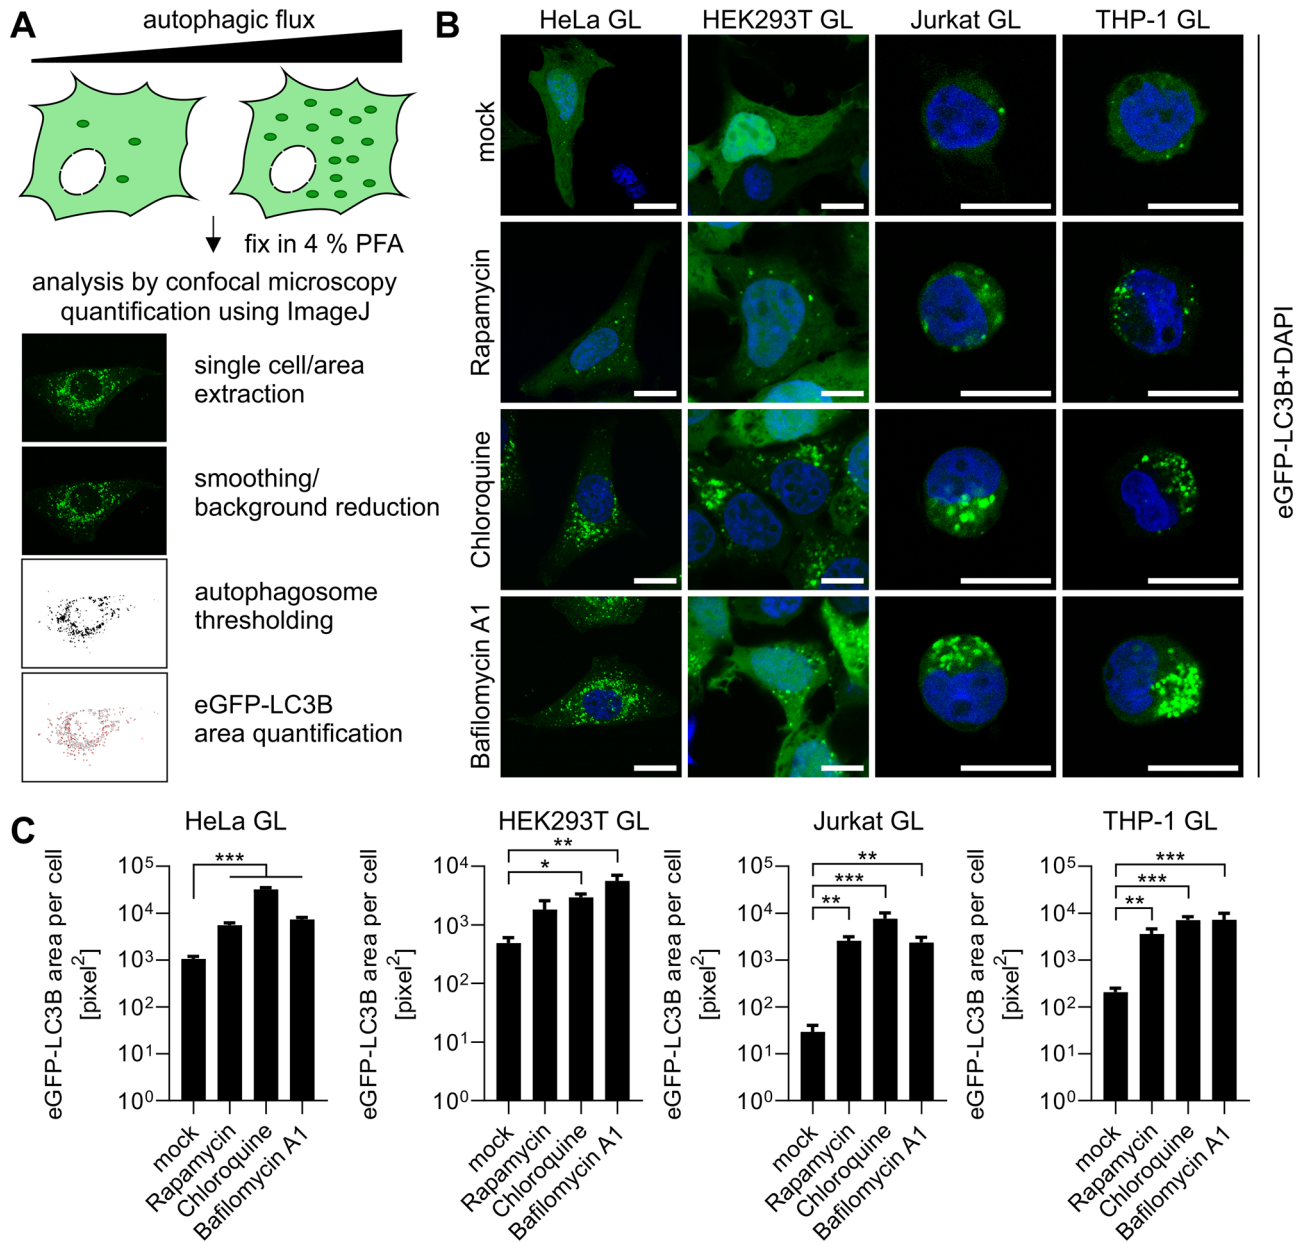 A
autophagic flux
fix in 4 % PFA
analysis by confocal microscopy
quantification using ImageJ
single cell/area
extraction
smoothing/
background reduction
autophagosome
thresholding
eGFP-LC3B
area quantification
B
HeLa GL
HEK293T GL
Jurkat GL
THP-1 GL
mock
Rapamycin
Chloroquine
Bafilomycin A1
eGFP-LC3B+DAPI
C
HeLa GL
eGFP-LC3B area per cell
[pixel²]
10⁵
10⁴
10³
10²
10¹
10⁰
***
mock
Rapamycin
Chloroquine
Bafilomycin A1
HEK293T GL
eGFP-LC3B area per cell
[pixel²]
10⁴
10³
10²
10¹
10⁰
**
*
mock
Rapamycin
Chloroquine
Bafilomycin A1
Jurkat GL
eGFP-LC3B area per cell
[pixel²]
10⁵
10⁴
10³
10²
10¹
10⁰
**
***
**
mock
Rapamycin
Chloroquine
Bafilomycin A1
THP-1 GL
eGFP-LC3B area per cell
[pixel²]
10⁵
10⁴
10³
10²
10¹
10⁰
***
***
**
mock
Rapamycin
Chloroquine
Bafilomycin A1